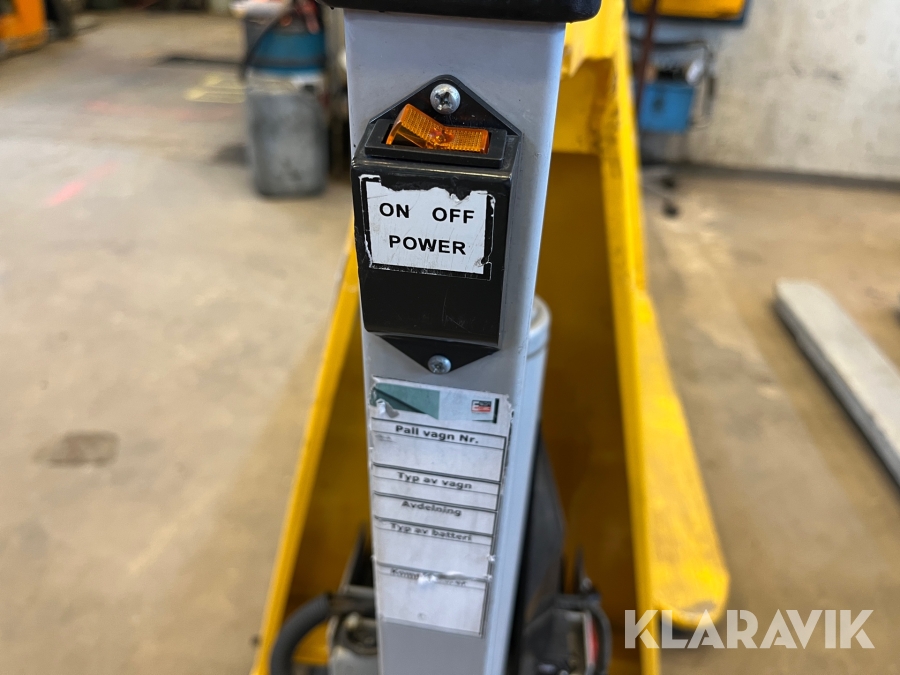 ON OFF
POWER
Pall vagn Nr.
Typ av vagn
Avdelning
Typ av batteri
KLARAVIK